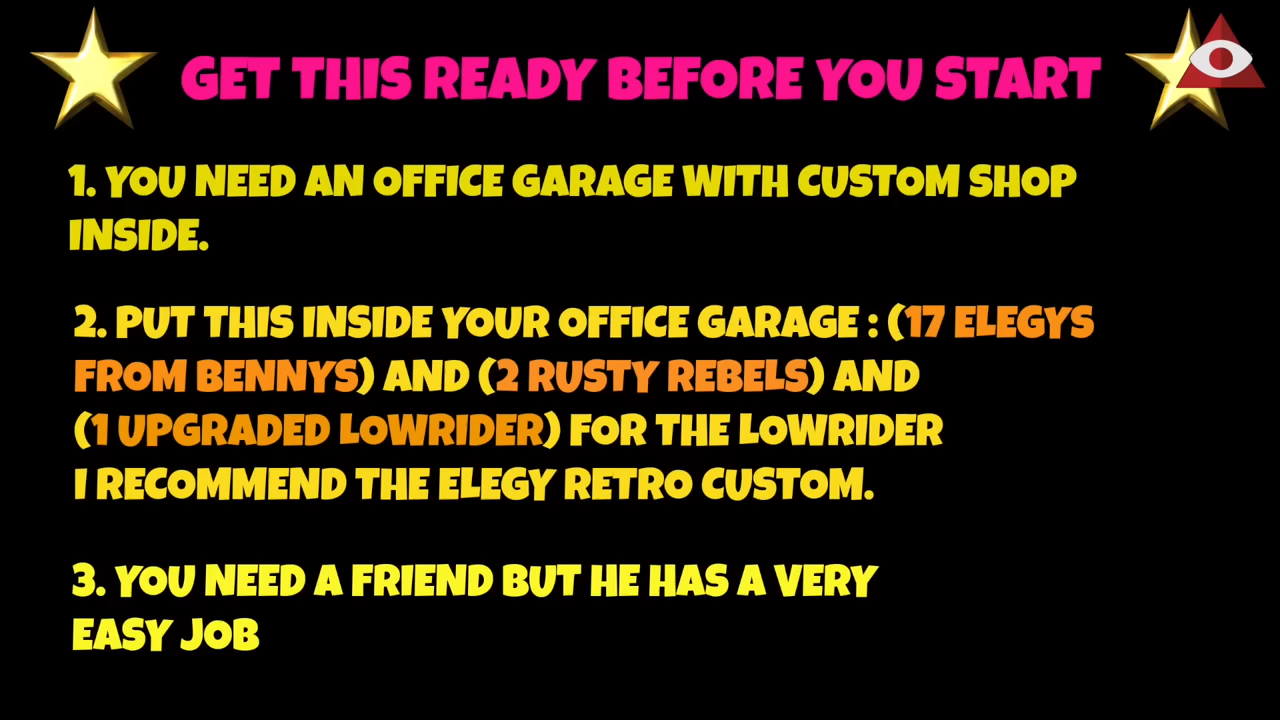 GET THIS READY BEFORE YOU START
1. YOU NEED AN OFFICE GARAGE WITH CUSTOM SHOP
INSIDE.
2. PUT THIS INSIDE YOUR OFFICE GARAGE : (17 ELEGYS
FROM BENNYS) AND (2 RUSTY REBELS) AND
(1 UPGRADED LOWRIDER) FOR THE LOWRIDER
I RECOMMEND THE ELEGY RETRO CUSTOM.
3. YOU NEED A FRIEND BUT HE HAS A VERY
EASY JOB